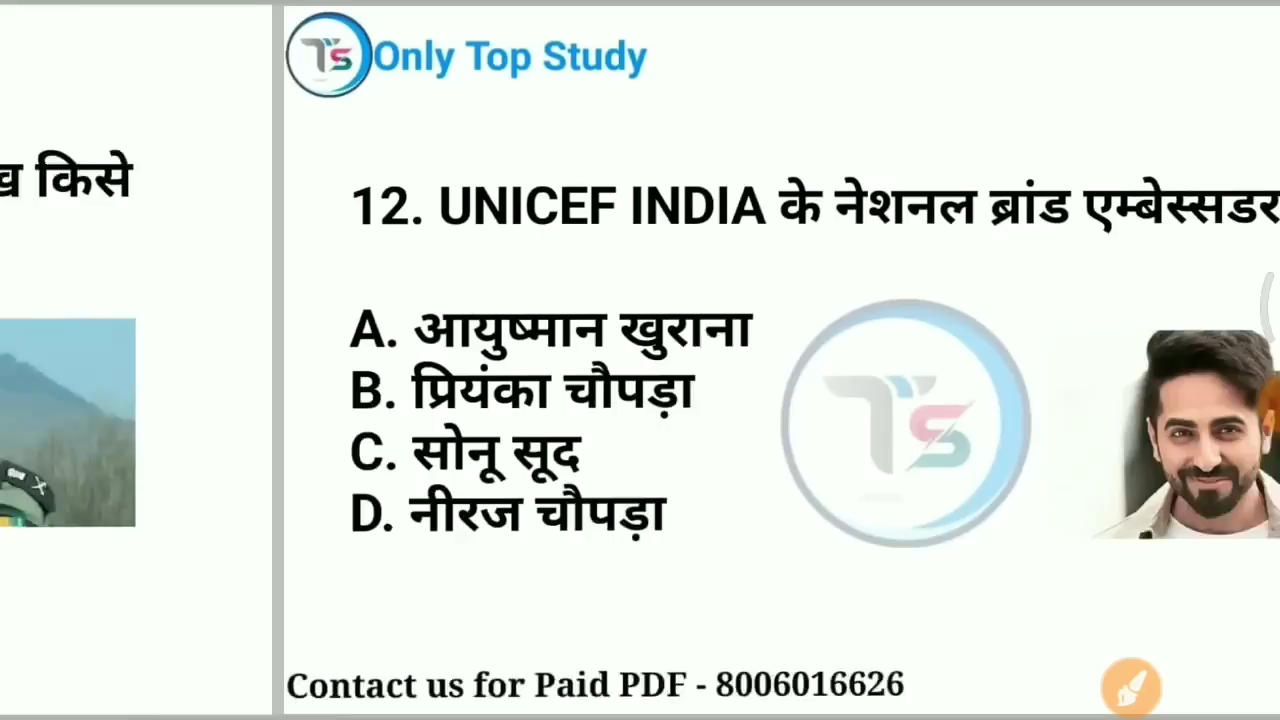 Only Top Study
किसे
12. UNICEF INDIA के नेशनल ब्रांड एम्बेस्सडर
A. आयुष्मान खुराना
B. प्रियंका चौपड़ा
C. सोनू सूद
D. नीरज चौपड़ा
TS
Contact us for Paid PDF - 8006016626